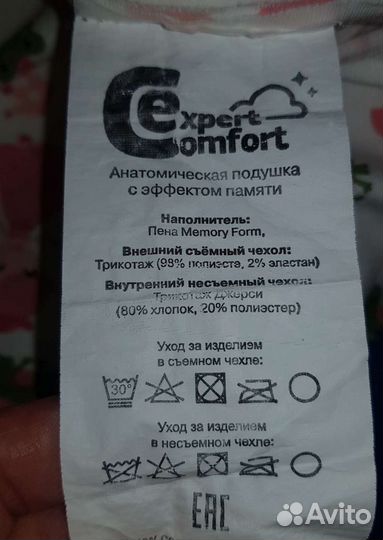 expert
Comfort
Анатомическая подушка
с эффектом памяти
Наполнитель:
Пена Memory Form,
Внешний съёмный чехол:
Трикотаж (98% полиэстр, 2% эластан)
Внутренний несъемный чехол:
Трикотаж Джерси
(80% хлопок, 20% полиэстер)
Уход за изделием
в съемном чехле:
30°
Уход за изделием
в несъемном чехле:
EAC
Avito